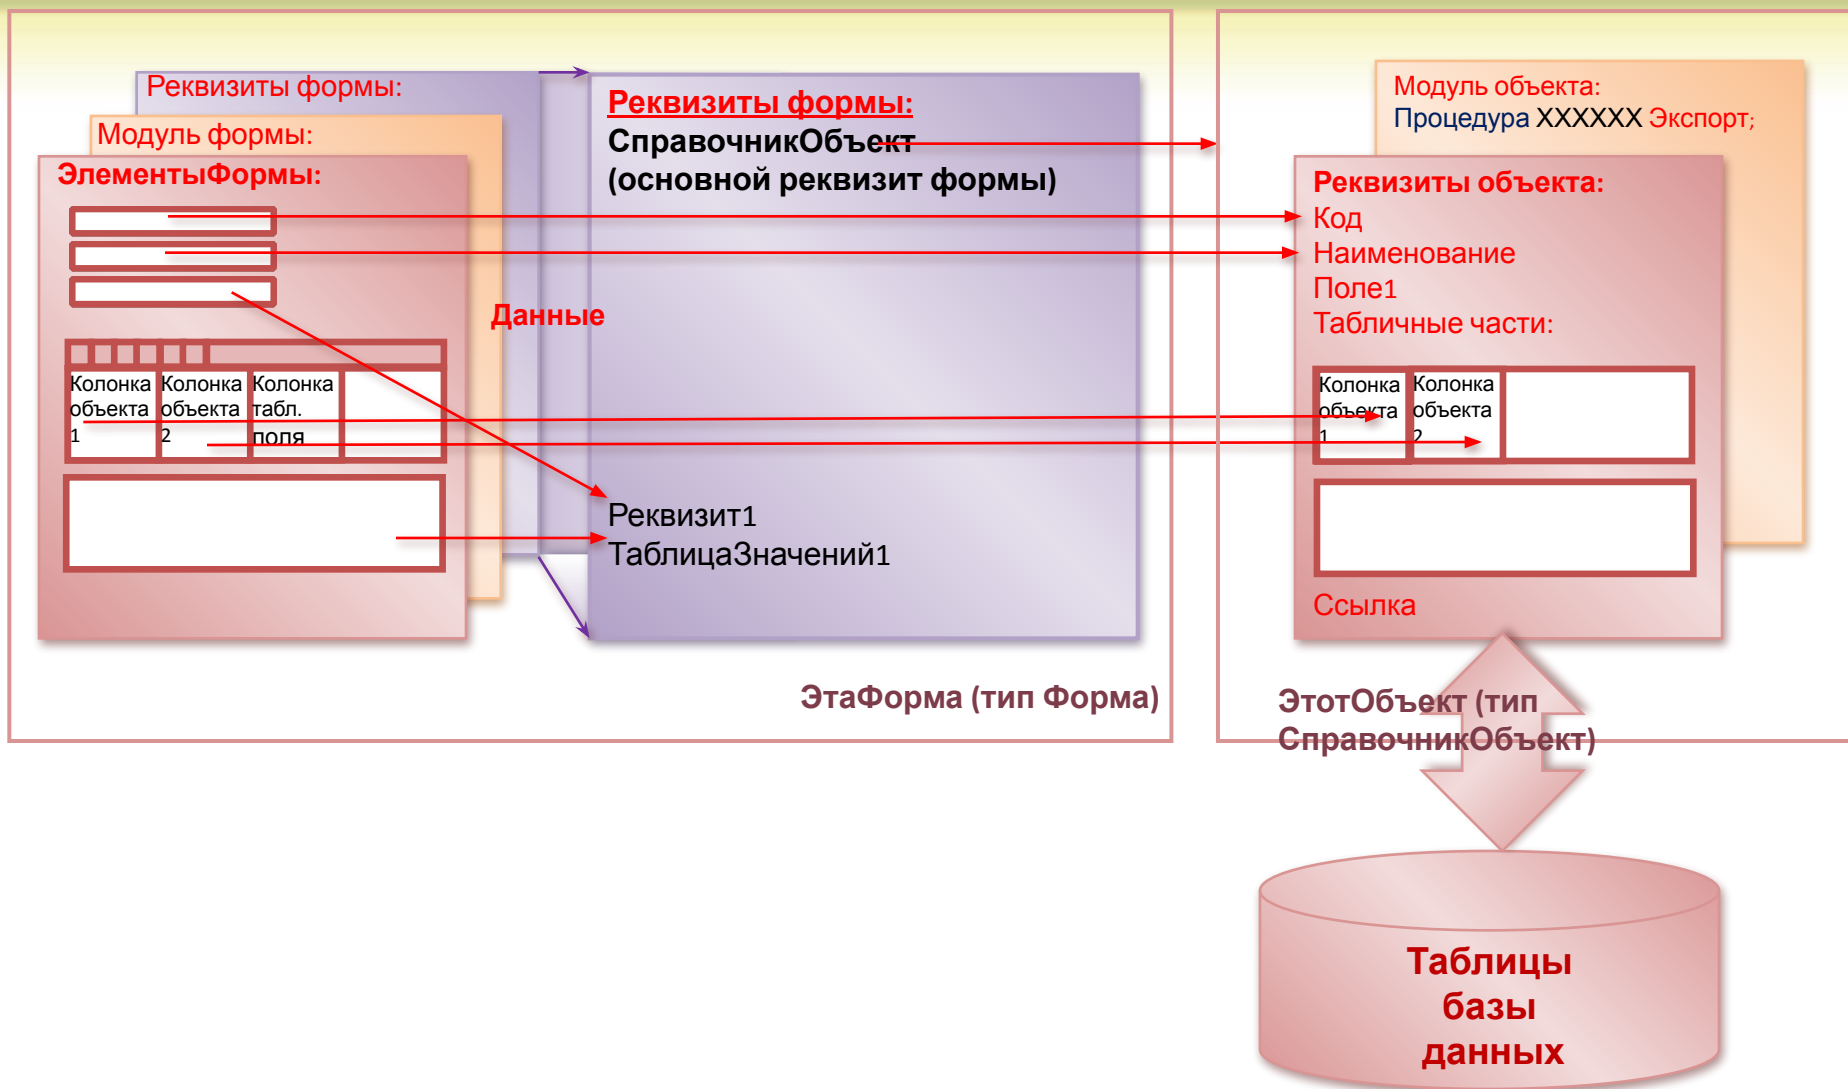 Реквизиты формы:
Модуль формы:
ЭлементыФормы:
Данные
Колонка
объекта
1
Колонка
объекта
2
Колонка
табл.
поля
Реквизиты формы:
СправочникОбъект
(основной реквизит формы)
Реквизит1
ТаблицаЗначений1
ЭтаФорма (тип Форма)
Модуль объекта:
Процедура XXXXXX Экспорт;
Реквизиты объекта:
Код
Наименование
Поле1
Табличные части:
Колонка
объекта
1
Колонка
объекта
2
Ссылка
ЭтотОбъект (тип
СправочникОбъект)
Таблицы
базы
данных